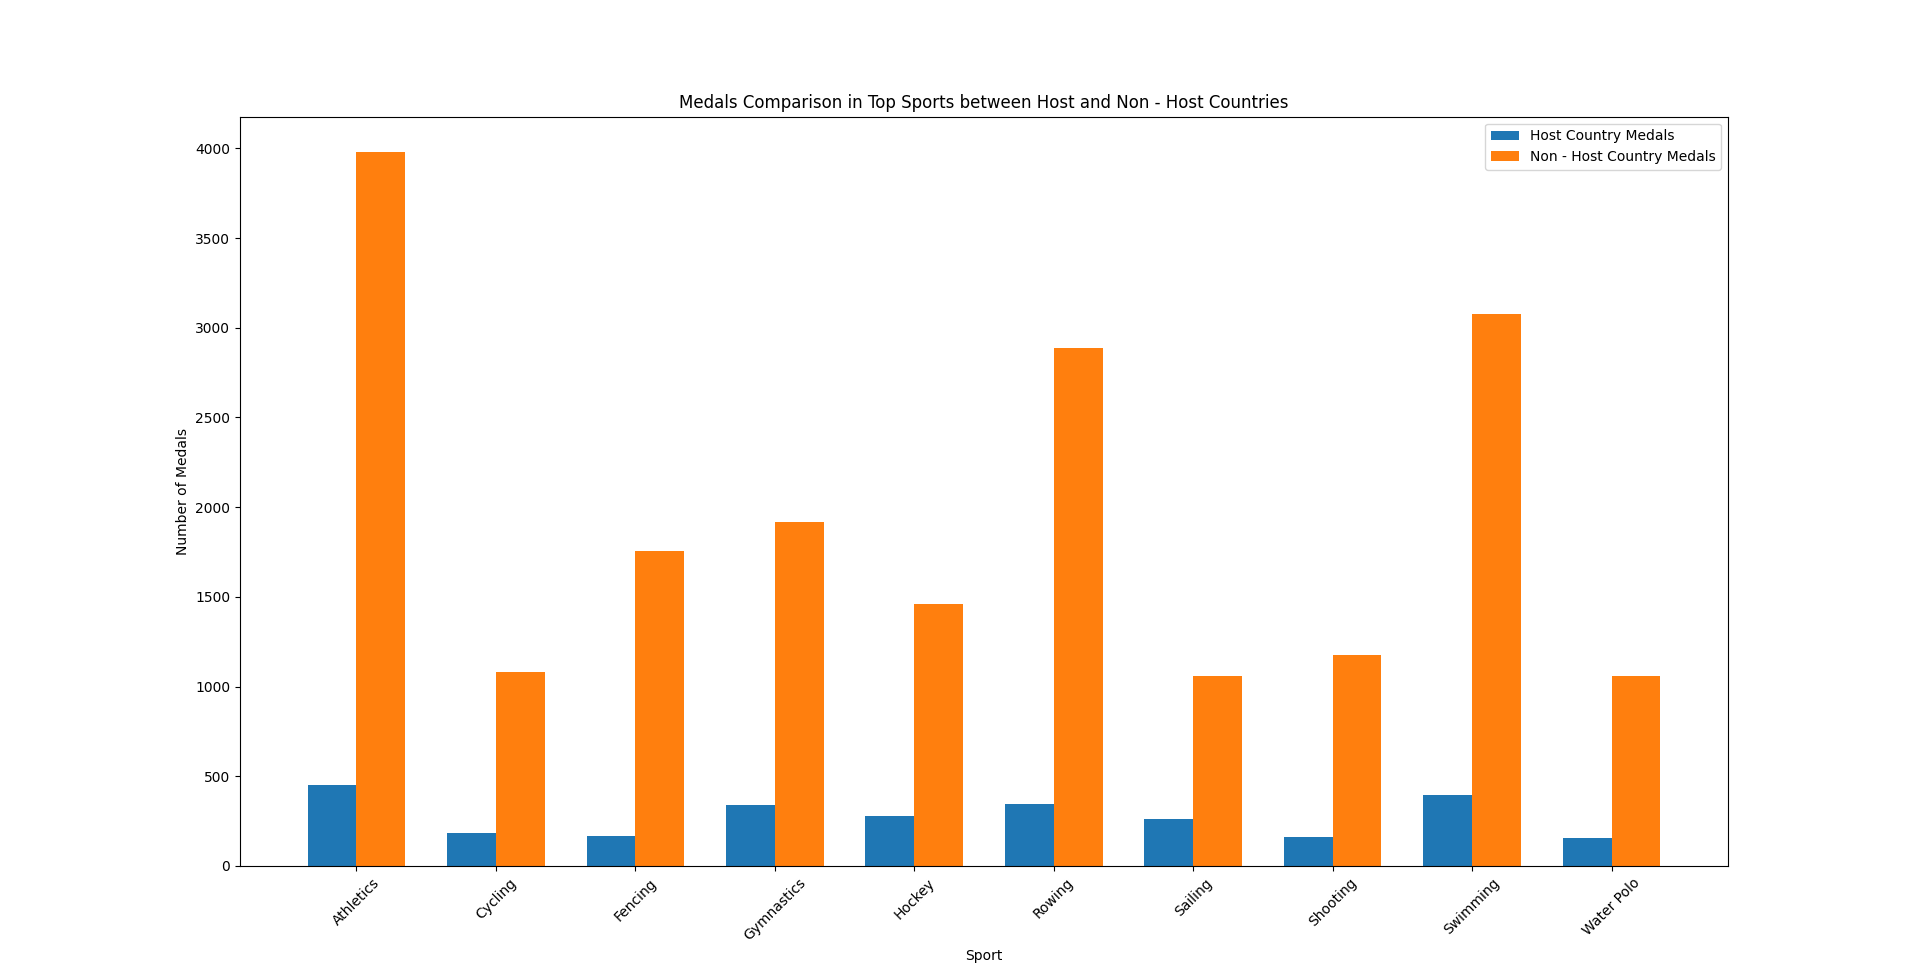 Medals Comparison in Top Sports between Host and Non - Host Countries
Host Country Medals
Non - Host Country Medals
Number of Medals
4000
3500
3000
2500
2000
1500
1000
500
0
Athletics
Cycling
Fencing
Gymnastics
Hockey
Rowing
Sailing
Shooting
Swimming
Water Polo
Sport